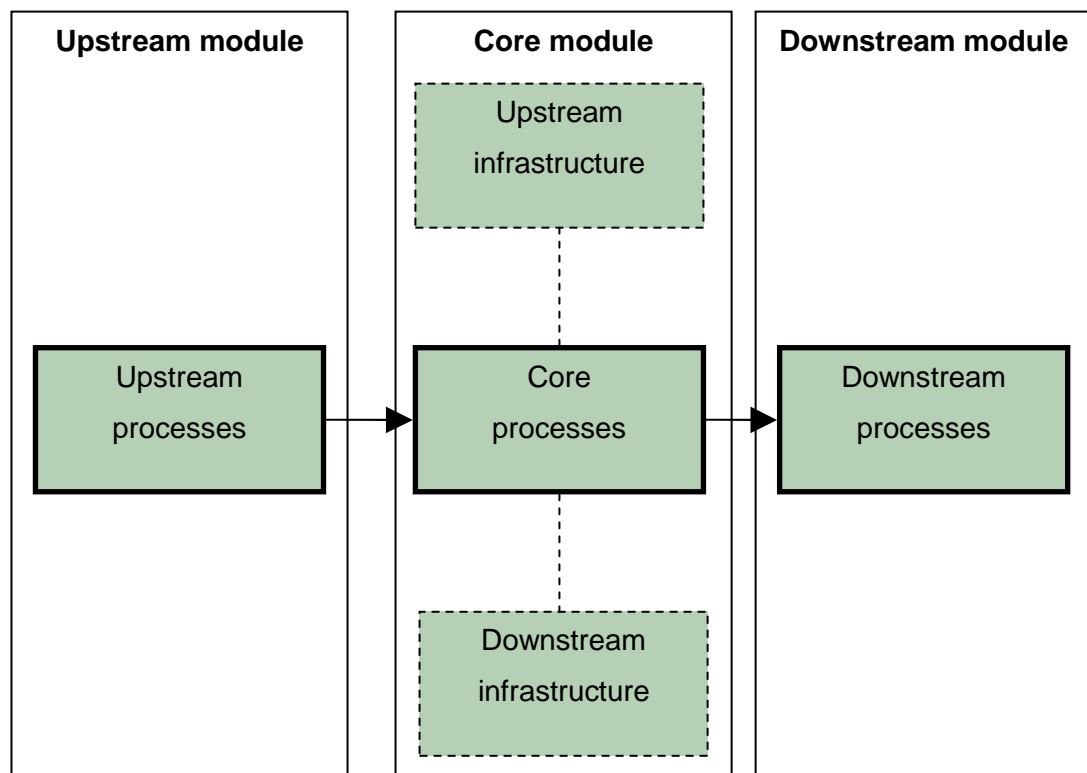 Upstream module
Core module
Downstream module
Upstream
infrastructure
Upstream
processes
Core
processes
Downstream
processes
Downstream
infrastructure